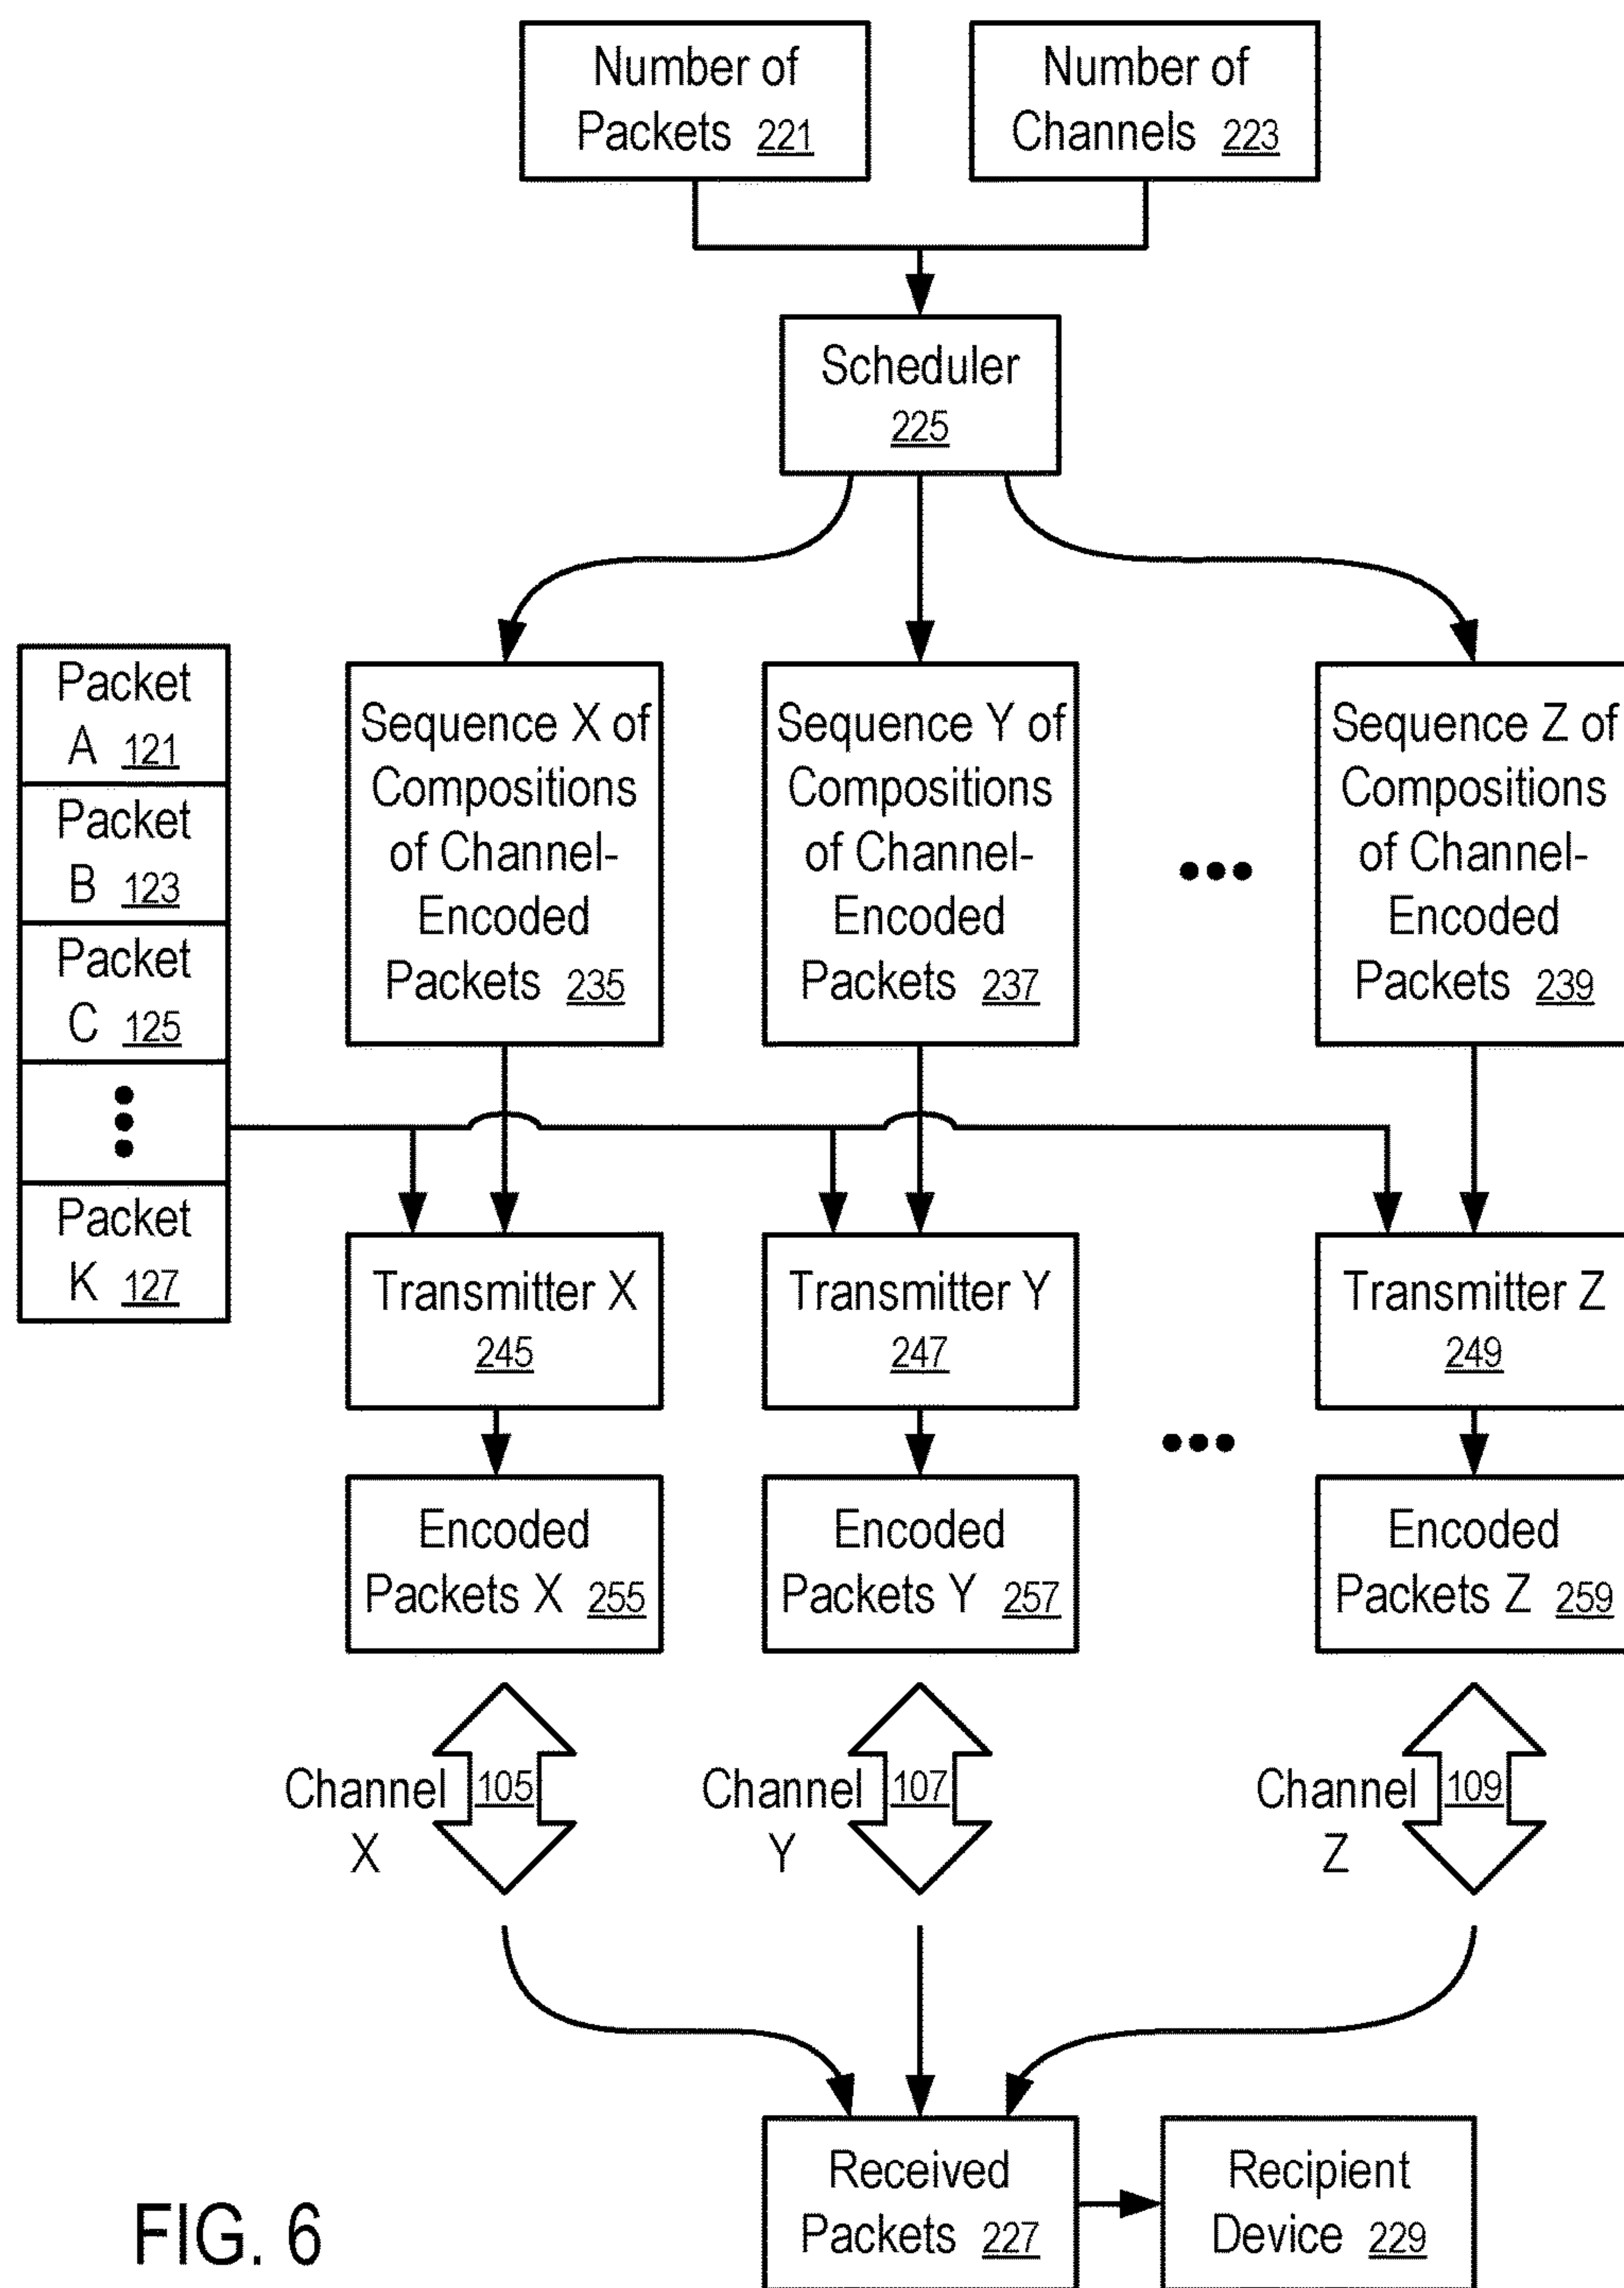 Number of
Packets 221
Number of
Channels 223
Scheduler
225
Packet
A 121
Packet
B 123
Packet
C 125
Packet
K 127
Sequence X of
Compositions
of Channel-
Encoded
Packets 235
Sequence Y of
Compositions
of Channel-
Encoded
Packets 237
Sequence Z of
Compositions
of Channel-
Encoded
Packets 239
Transmitter X
245
Transmitter Y
247
Transmitter Z
249
Encoded
Packets X 255
Encoded
Packets Y 257
Encoded
Packets Z 259
Channel 105
X
Channel 107
Y
Channel 109
Z
Received
Packets 227
Recipient
Device 229
FIG. 6